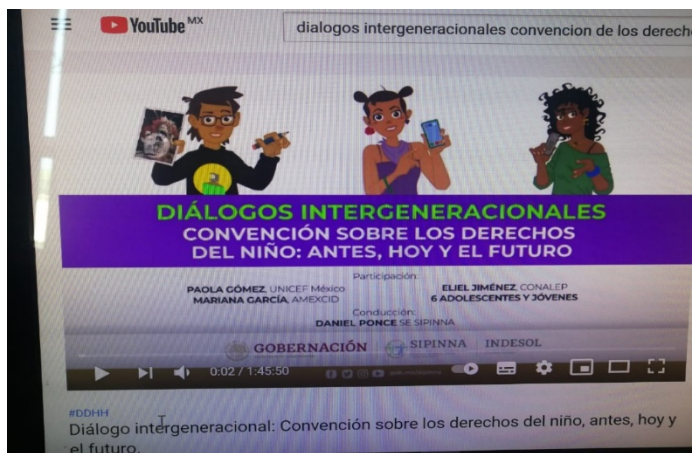 YouTube MX
dialogos intergeneracionales convencion de los derech
DIÁLOGOS INTERGENERACIONALES
CONVENCIÓN SOBRE LOS DERECHOS
DEL NIÑO: ANTES, HOY Y EL FUTURO
Participación:
PAOLA GÓMEZ, UNICEF México
MARIANA GARCÍA, AMEXCID
ELIEL JIMÉNEZ, CONALEP
6 ADOLESCENTES Y JÓVENES
Conducción:
DANIEL PONCE SE SIPINNA
GOBERNACIÓN SIPINNA INDESOL
0:02 / 1:45:50
#DDHH
Diálogo intergeneracional: Convención sobre los derechos del niño, antes, hoy y
el futuro.